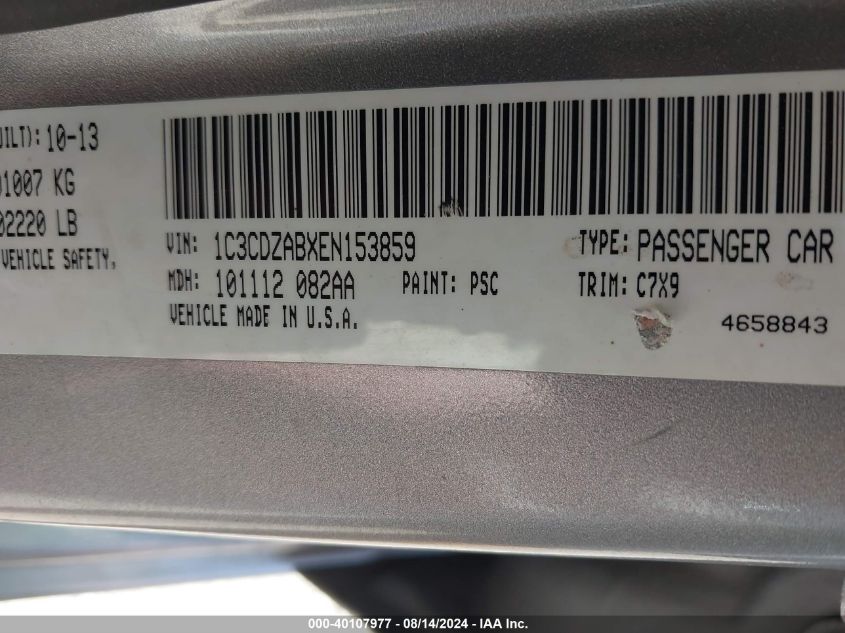 UILT): 10-13
01007 KG
02220 LB
VEHICLE SAFETY,
VIN: 1C3CDZABXEN153859 TYPE: PASSENGER CAR
MDH: 101112 082AA PAINT: PSC TRIM: C7X9
VEHICLE MADE IN U.S.A. 4658843
000-40107977 - 08/14/2024 - IAA Inc.